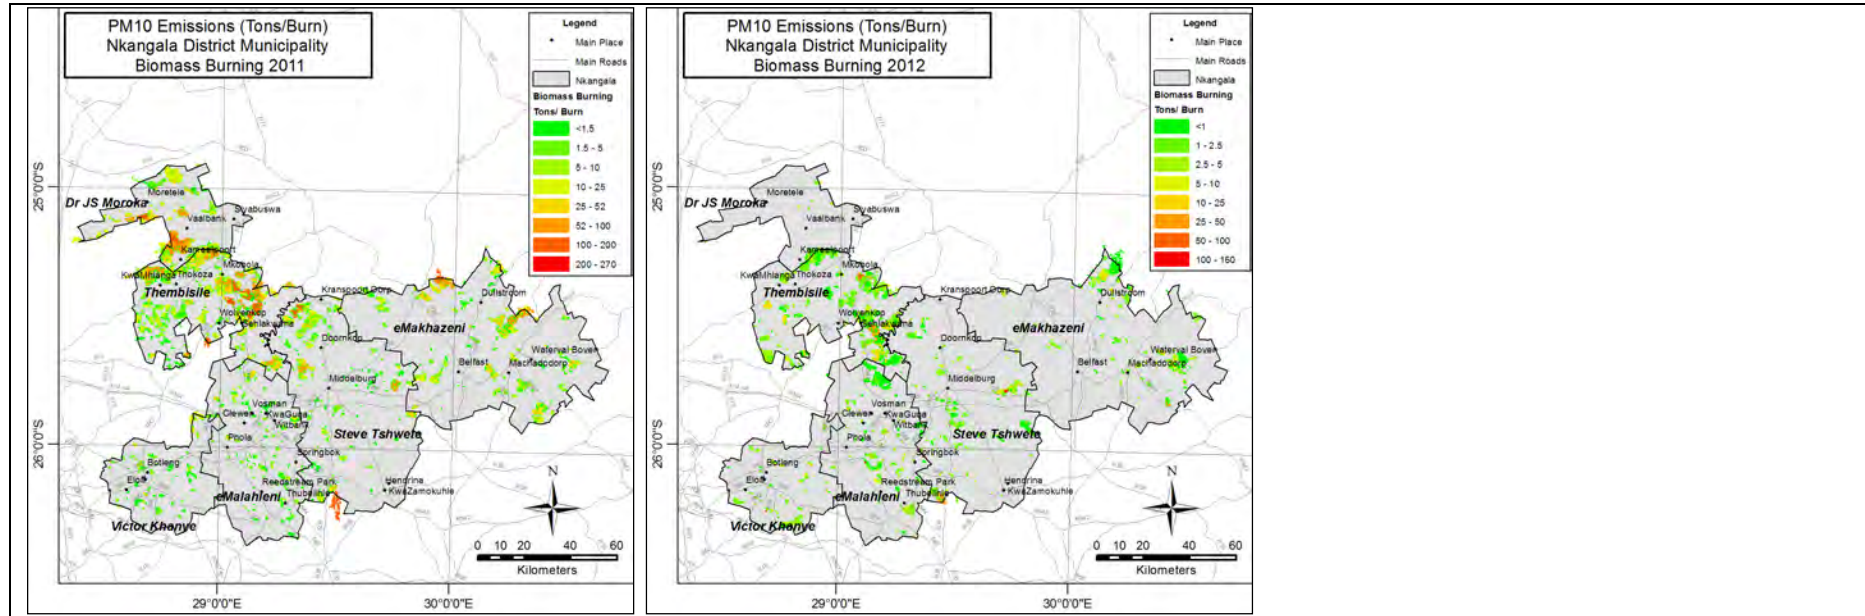 PM10 Emissions (Tons/Burn)
Nkangala District Municipality
Biomass Burning 2011
Legend
Main Place
Main Roads
Nkangala
Biomass Burning
Tons/ Burn
<1.5
1.5 - 5
5 - 10
10 - 25
25 - 52
52 - 100
100 - 200
200 - 270
25°0'0"S
26°0'0"S
Moretele
Dr JS Moroka
Vaalbank
Siyabuswa
Kameelpoort
KwaMhlanga
Thokoza
Mkobola
Thembisile
Wolvenkop
Sehlakwana
Kranspoort Dorp
Dullstroom
eMakhazeni
Doornkop
Belfast
Waterval Boven
Machadodorp
Middelburg
Vosman
Clewer
KwaGuqa
Witbank
Phola
Steve Tshwete
Springbok
Botleng
Eloff
Reedstream Park
Thubelihle
eMalahleni
Hendrina
KwaZamokuhle
Victor Khanye
N
0 10 20 40 60
Kilometers
29°0'0"E
30°0'0"E
PM10 Emissions (Tons/Burn)
Nkangala District Municipality
Biomass Burning 2012
Legend
Main Place
Main Roads
Nkangala
Biomass Burning
Tons/ Burn
<1
1 - 2.5
2.5 - 5
5 - 10
10 - 25
25 - 50
50 - 100
100 - 150
25°0'0"S
26°0'0"S
Moretele
Dr JS Moroka
Vaalbank
Siyabuswa
Kameelpoort
KwaMhlanga
Thokoza
Mkobola
Thembisile
Wolvenkop
Sehlakwana
Kranspoort Dorp
Dullstroom
eMakhazeni
Doornkop
Belfast
Waterval Boven
Machadodorp
Middelburg
Vosman
Clewer
KwaGuqa
Witbank
Phola
Steve Tshwete
Springbok
Botleng
Eloff
Reedstream Park
Thubelihle
eMalahleni
Hendrina
KwaZamokuhle
Victor Khanye
N
0 10 20 40 60
Kilometers
29°0'0"E
30°0'0"E